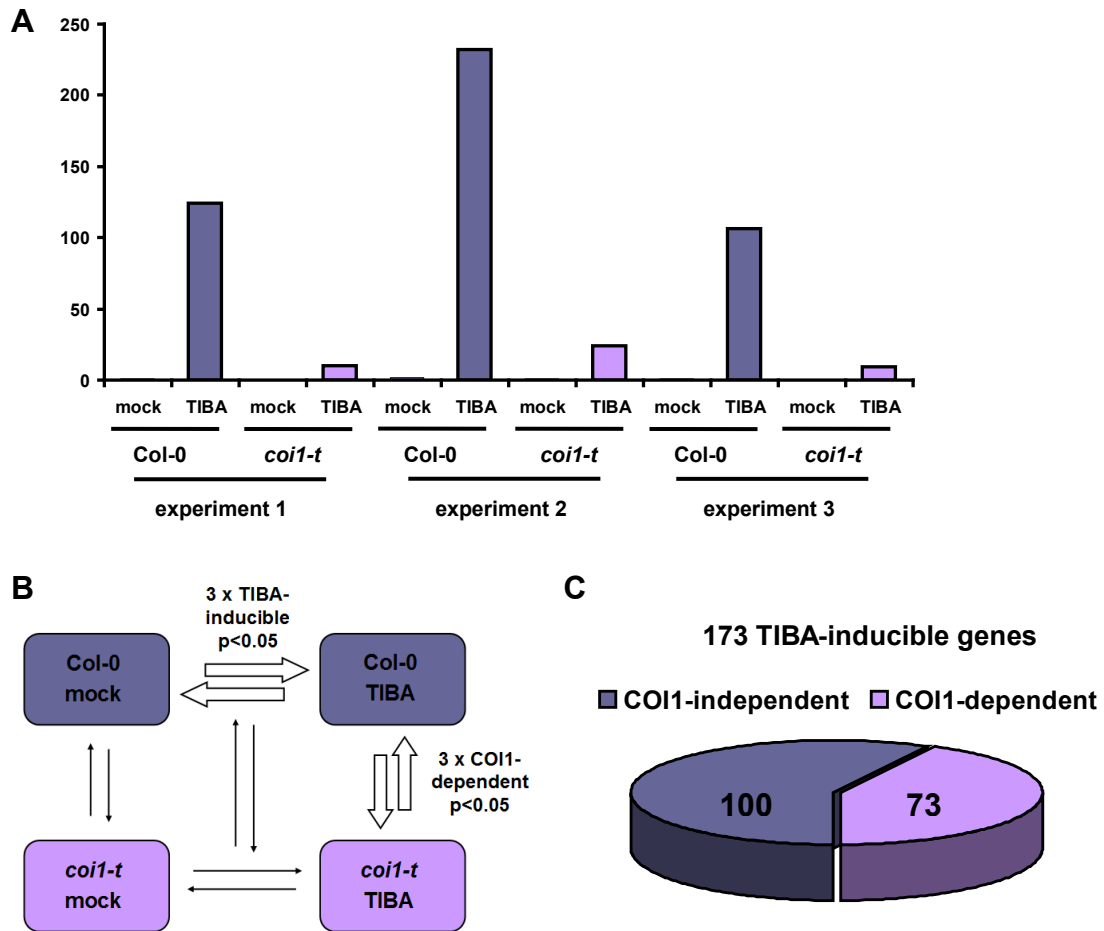 A
250
200
150
100
50
0
mock TIBA mock TIBA mock TIBA mock TIBA mock TIBA mock TIBA
Col-0 coi1-t Col-0 coi1-t Col-0 coi1-t
experiment 1 experiment 2 experiment 3
B
3 x TIBA-
inducible
p<0.05
Col-0
mock
Col-0
TIBA
3 x COI1-
dependent
p<0.05
coi1-t
mock
coi1-t
TIBA
C
173 TIBA-inducible genes
COI1-independent COI1-dependent
100 73